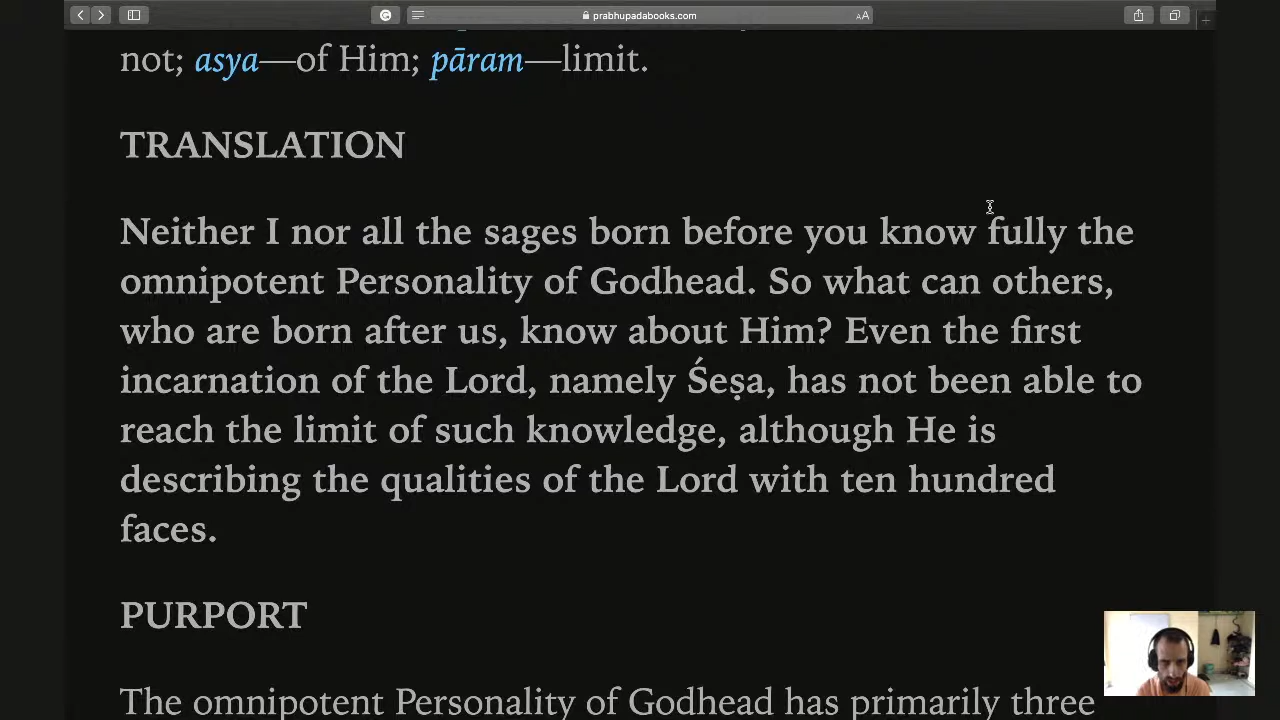 prabhupadabooks.com
AA
not; asya—of Him; pāram—limit.
TRANSLATION
Neither I nor all the sages born before you know fully the
omnipotent Personality of Godhead. So what can others,
who are born after us, know about Him? Even the first
incarnation of the Lord, namely Śeṣa, has not been able to
reach the limit of such knowledge, although He is
describing the qualities of the Lord with ten hundred
faces.
PURPORT
The omnipotent Personality of Godhead has primarily three